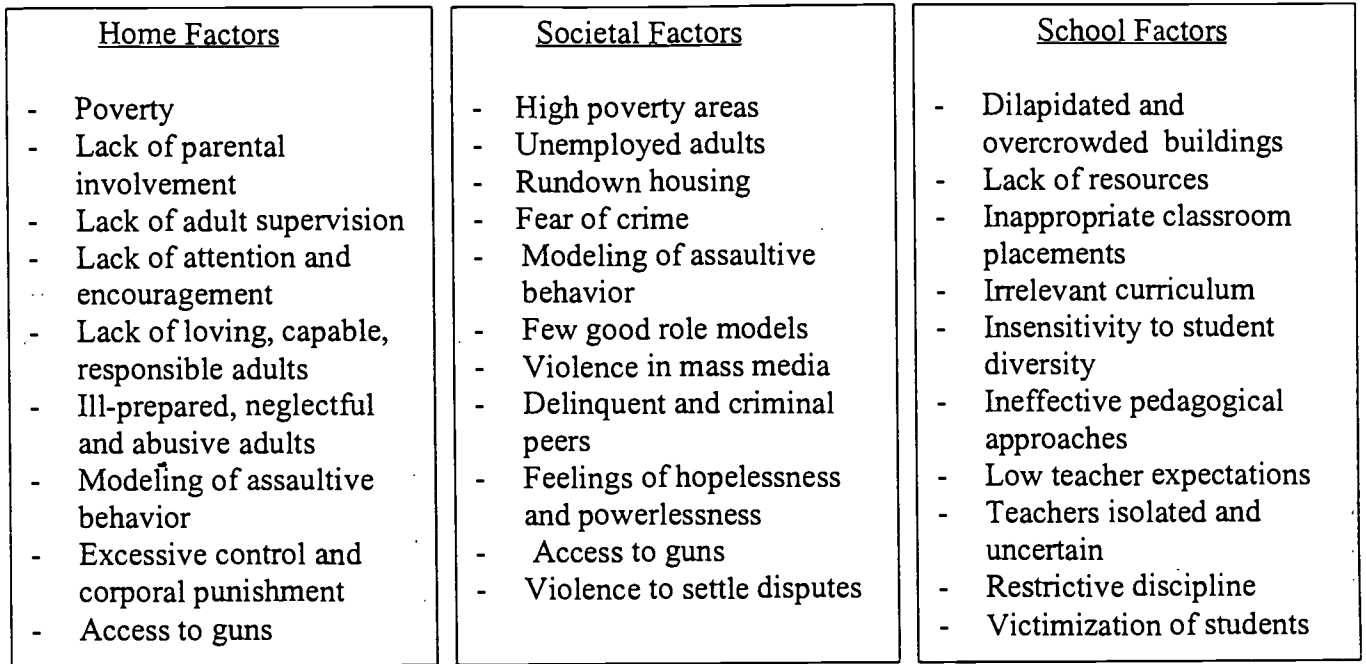 Home Factors
- Poverty
- Lack of parental
involvement
- Lack of adult supervision
- Lack of attention and
encouragement
- Lack of loving, capable,
responsible adults
- Ill-prepared, neglectful
and abusive adults
- Modeling of assaultive
behavior
- Excessive control and
corporal punishment
- Access to guns
Societal Factors
- High poverty areas
- Unemployed adults
- Rundown housing
- Fear of crime
- Modeling of assaultive
behavior
- Few good role models
- Violence in mass media
- Delinquent and criminal
peers
- Feelings of hopelessness
and powerlessness
- Access to guns
- Violence to settle disputes
School Factors
- Dilapidated and
overcrowded buildings
- Lack of resources
- Inappropriate classroom
placements
- Irrelevant curriculum
- Insensitivity to student
diversity
- Ineffective pedagogical
approaches
- Low teacher expectations
- Teachers isolated and
uncertain
- Restrictive discipline
- Victimization of students